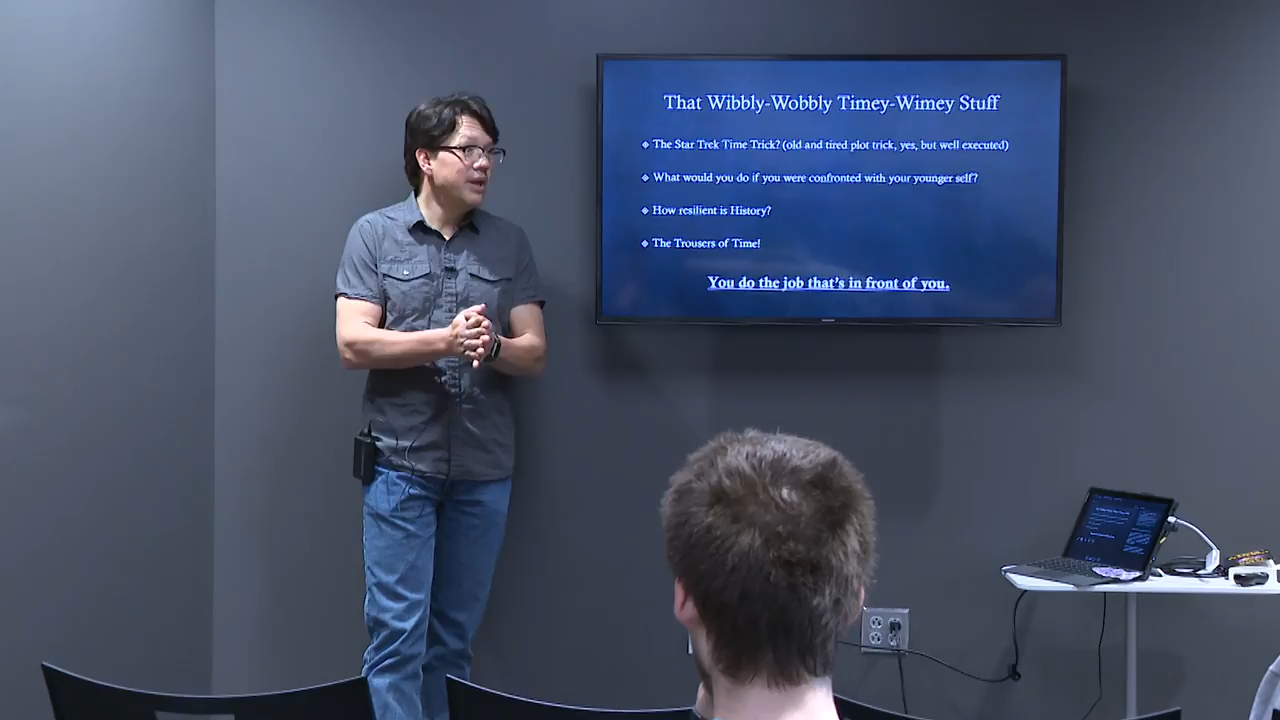 That Wibbly-Wobbly Timey-Wimey Stuff
❖ The Star Trek Time Trick? (old and tired plot trick, yes, but well executed)
❖ What would you do if you were confronted with your younger self?
❖ How resilient is History?
❖ The Trousers of Time!
You do the job that's in front of you.